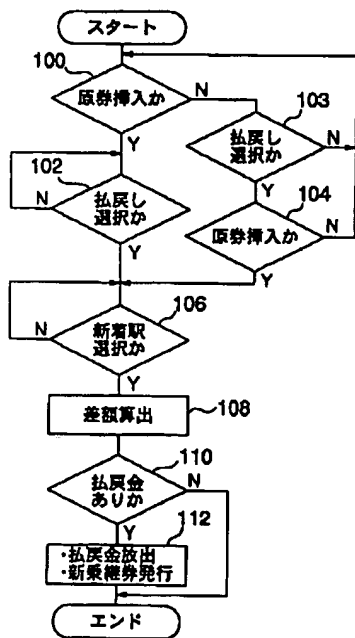 スタート
100
原券挿入か
N
103
Y
払戻し
選択か
N
102
Y
104
払戻し
選択か
N
原券挿入か
N
Y
Y
106
新着駅
選択か
N
Y
差額算出
108
110
払戻金
ありか
N
Y
112
・払戻金放出
・新乗継券発行
エンド